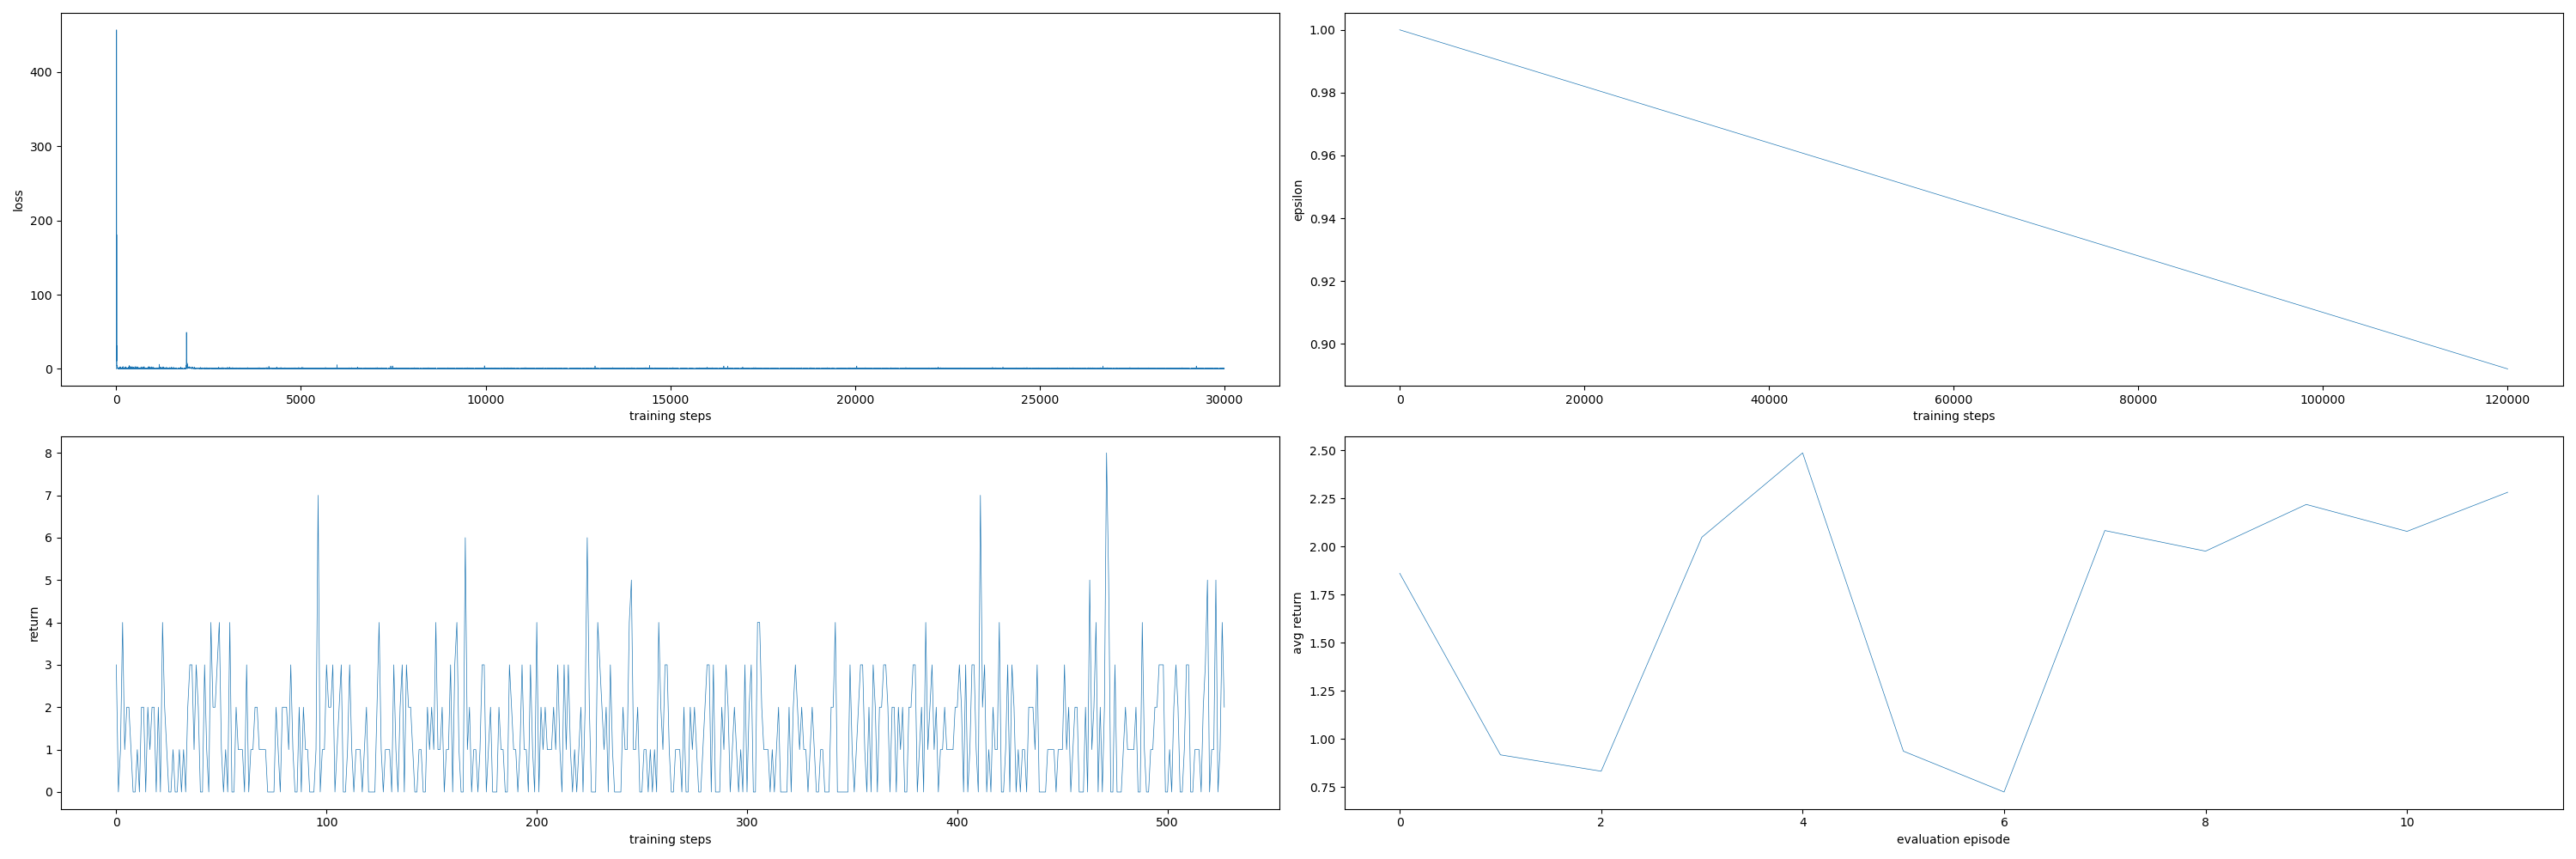 400
300
200
100
0
loss
0 5000 10000 15000 20000 25000 30000
training steps
1.00
0.98
0.96
0.94
0.92
0.90
epsilon
0 20000 40000 60000 80000 100000 120000
training steps
8
7
6
5
4
3
2
1
0
return
0 100 200 300 400 500
training steps
2.50
2.25
2.00
1.75
1.50
1.25
1.00
0.75
avg return
0 2 4 6 8 10
evaluation episode